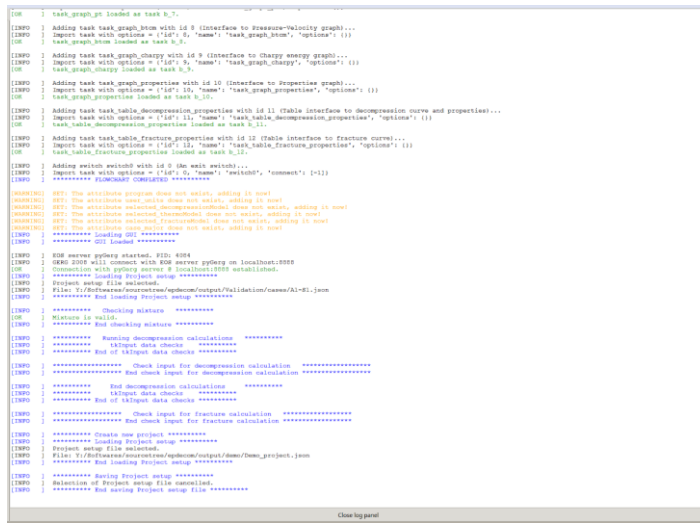 [OK ] task_graph_pt loaded as task b_7.
[INFO ] Adding task task_graph_btcm with id 8 (Interface to Pressure-Velocity graph)...
[INFO ] Import task with options = {'id': 8, 'name': 'task_graph_btcm', 'options': {}}
[OK ] task_graph_btcm loaded as task b_8.
[INFO ] Adding task task_graph_charpy with id 9 (Interface to Charpy energy graph)...
[INFO ] Import task with options = {'id': 9, 'name': 'task_graph_charpy', 'options': {}}
[OK ] task_graph_charpy loaded as task b_9.
[INFO ] Adding task task_graph_properties with id 10 (Interface to Properties graph)...
[INFO ] Import task with options = {'id': 10, 'name': 'task_graph_properties', 'options': {}}
[OK ] task_graph_properties loaded as task b_10.
[INFO ] Adding task task_table_decompression_properties with id 11 (Table interface to decompression curve and properties)...
[INFO ] Import task with options = {'id': 11, 'name': 'task_table_decompression_properties', 'options': {}}
[OK ] task_table_decompression_properties loaded as task b_11.
[INFO ] Adding task task_table_fracture_properties with id 12 (Table interface to fracture curve)...
[INFO ] Import task with options = {'id': 12, 'name': 'task_table_fracture_properties', 'options': {}}
[OK ] task_table_fracture_properties loaded as task b_12.
[INFO ] Adding switch switch0 with id 0 (An exit switch)...
[INFO ] Import task with options = {'id': 0, 'name': 'switch0', 'connect': [-1]}
[INFO ] ********** FLOWCHART COMPLETED **********
[WARNING] SET: The attribute program does not exist, adding it now!
[WARNING] SET: The attribute user_units does not exist, adding it now!
[WARNING] SET: The attribute selected_decompressionModel does not exist, adding it now!
[WARNING] SET: The attribute selected_thermoModel does not exist, adding it now!
[WARNING] SET: The attribute selected_fractureModel does not exist, adding it now!
[WARNING] SET: The attribute case_major does not exist, adding it now!
[INFO ] ********** Loading GUI **********
[INFO ] ********** GUI Loaded **********
[INFO ] EOS server pyGerg started. PID: 4084
[INFO ] GERG 2008 will connect with EOS server pyGerg on localhost:8888
[OK ] Connection with pyGerg server @ localhost:8888 established.
[INFO ] ********** Loading Project setup **********
[INFO ] Project setup file selected.
[INFO ] File: Y:/Softwares/sourcetree/epdecom/output/Validation/cases/A1-K1.json
[INFO ] ********** End loading Project setup **********
[INFO ] ********** Checking mixture **********
[OK ] Mixture is valid.
[INFO ] ********** End checking mixture **********
[INFO ] ********** Running decompression calculations **********
[INFO ] ********** tkInput data checks **********
[INFO ] ********** End of tkInput data checks **********
[INFO ] ****************** Check input for decompression calculation ******************
[INFO ] ****************** End check input for decompression calculation ******************
[INFO ] ********** End decompression calculations **********
[INFO ] ********** tkInput data checks **********
[INFO ] ********** End of tkInput data checks **********
[INFO ] ****************** Check input for fracture calculation ******************
[INFO ] ****************** End check input for fracture calculation ******************
[INFO ] ********** Create new project **********
[INFO ] ********** Loading Project setup **********
[INFO ] Project setup file selected.
[INFO ] File: Y:/Softwares/sourcetree/epdecom/output/demo/Demo_project.json
[INFO ] ********** End loading Project setup **********
[INFO ] ********** Saving Project setup **********
[INFO ] Selection of Project setup file cancelled.
[INFO ] ********** End saving Project setup file **********
Close log panel